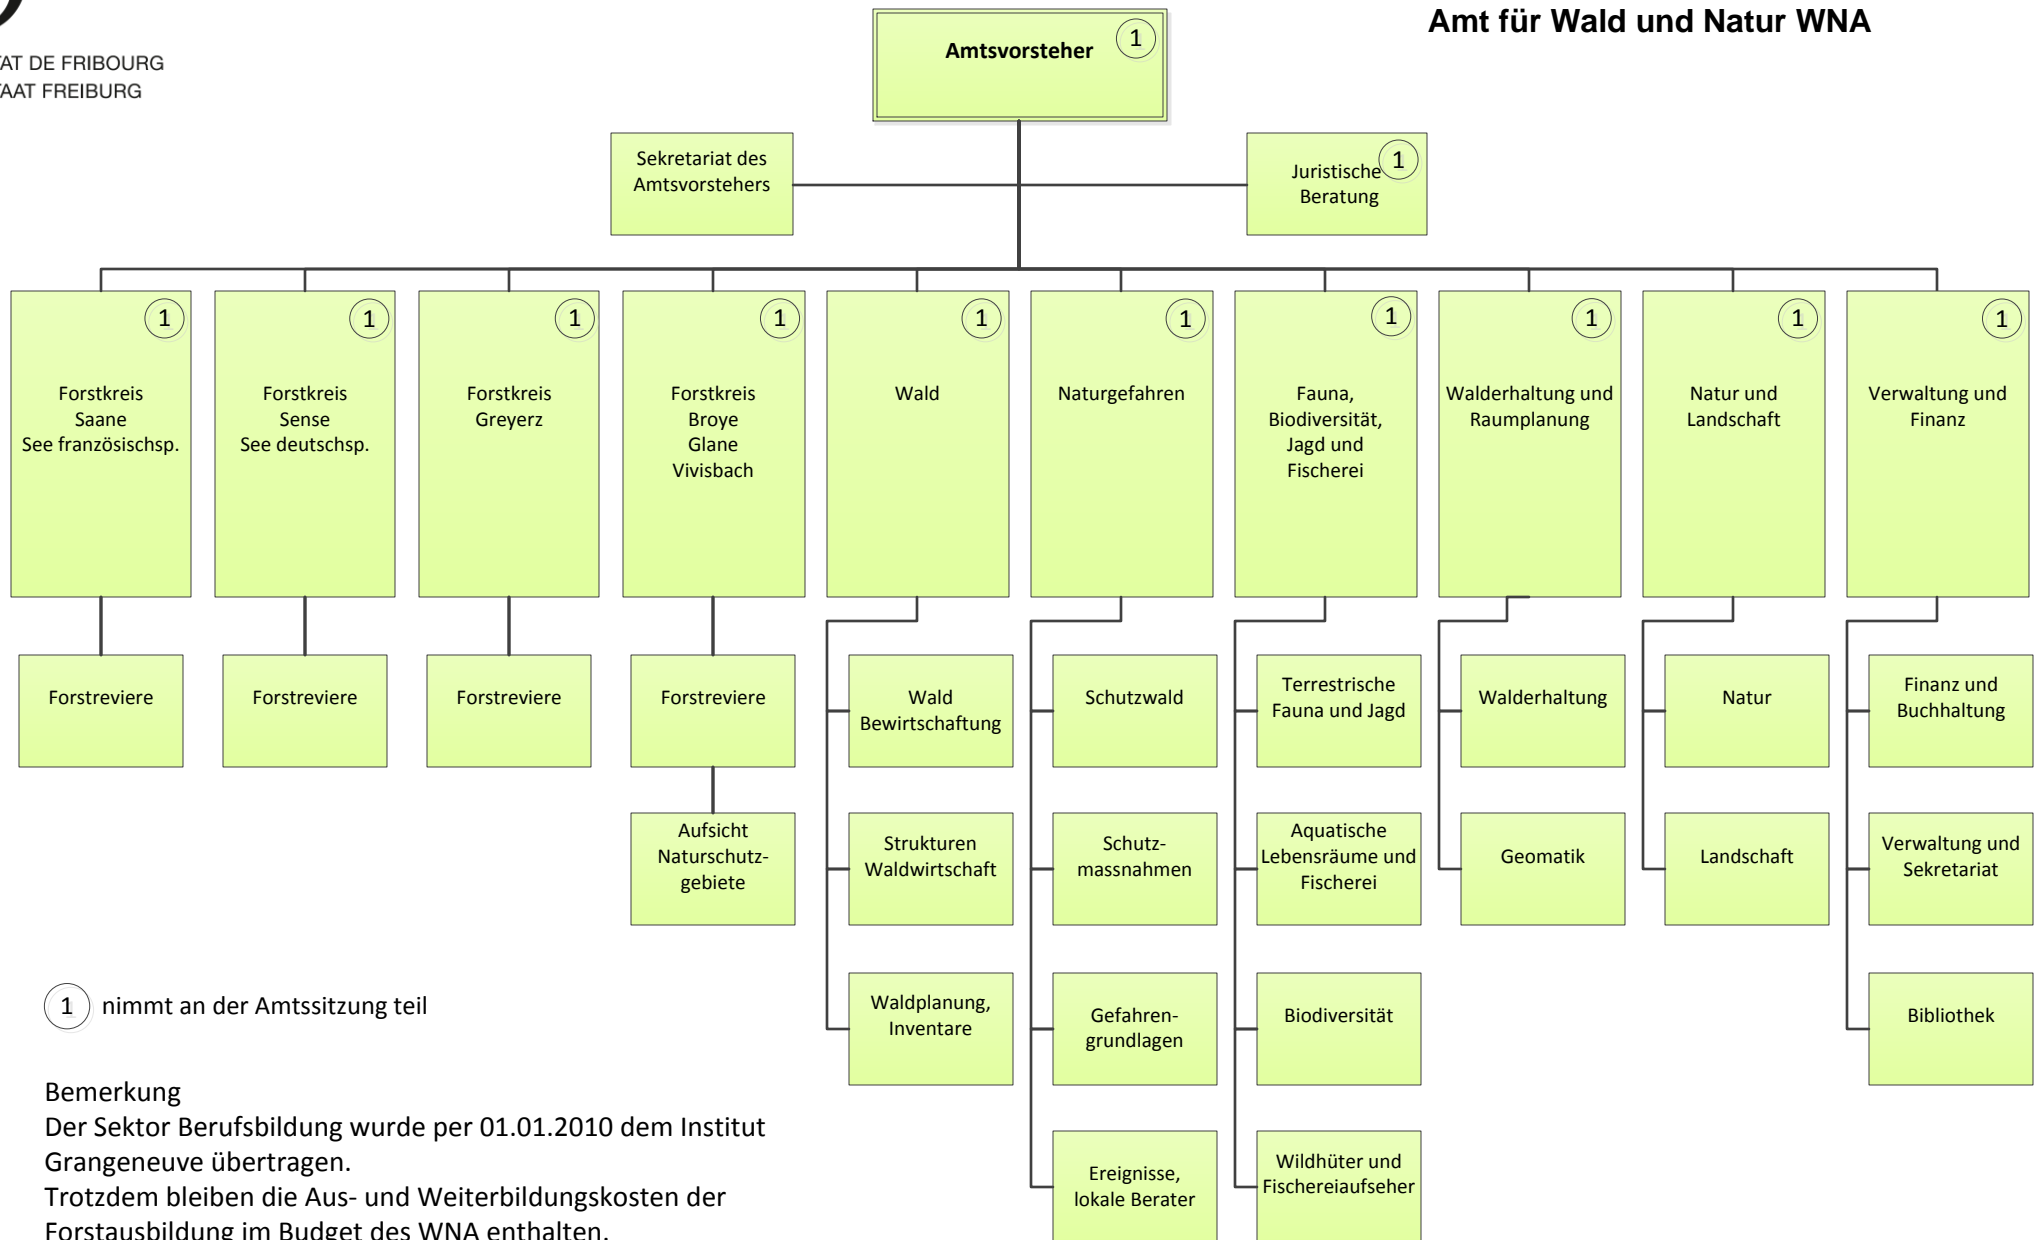 Amt für Wald und Natur WNA
AT DE FRIBOURG
AAT FREIBURG
Amtsvorsteher
1
Sekretariat des
Amtsvorstehers
Juristische
Beratung
1
1
Forstkreis
Saane
See französischsp.
1
Forstkreis
Sense
See deutschsp.
1
Forstkreis
Greyerz
1
Forstkreis
Broye
Glane
Vivisbach
1
Wald
1
Naturgefahren
1
Fauna,
Biodiversität,
Jagd und
Fischerei
1
Walderhaltung und
Raumplanung
1
Natur und
Landschaft
1
Verwaltung und
Finanz
Forstreviere
Forstreviere
Forstreviere
Forstreviere
Aufsicht
Naturschutz-
gebiete
Wald
Bewirtschaftung
Strukturen
Waldwirtschaft
Waldplanung,
Inventare
Schutzwald
Schutz-
massnahmen
Gefahren-
grundlagen
Ereignisse,
lokale Berater
Terrestrische
Fauna und Jagd
Aquatische
Lebensräume und
Fischerei
Biodiversität
Wildhüter und
Fischereiaufseher
Walderhaltung
Geomatik
Natur
Landschaft
Finanz und
Buchhaltung
Verwaltung und
Sekretariat
Bibliothek
1 nimmt an der Amtssitzung teil
Bemerkung
Der Sektor Berufsbildung wurde per 01.01.2010 dem Institut
Grangeneuve übertragen.
Trotzdem bleiben die Aus- und Weiterbildungskosten der
Forstausbildung im Budget des WNA enthalten.